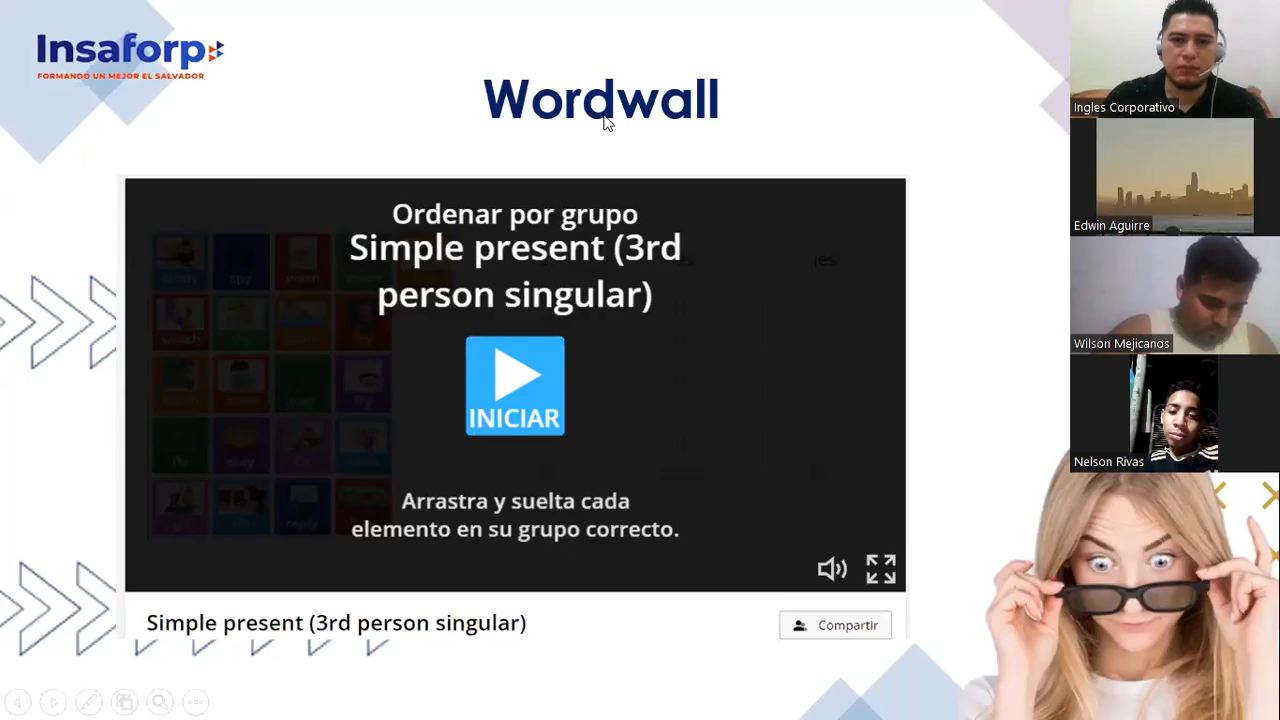 Insaforp
FORMANDO UN MEJOR EL SALVADOR
Wordwall
Ordenar por grupo
Simple present (3rd
person singular)
INICIAR
Arrastra y suelta cada
elemento en su grupo correcto.
Simple present (3rd person singular)
Compartir
Ingles Corporativo
Edwin Aguirre
Wilson Mejicanos
Nelson Rivas